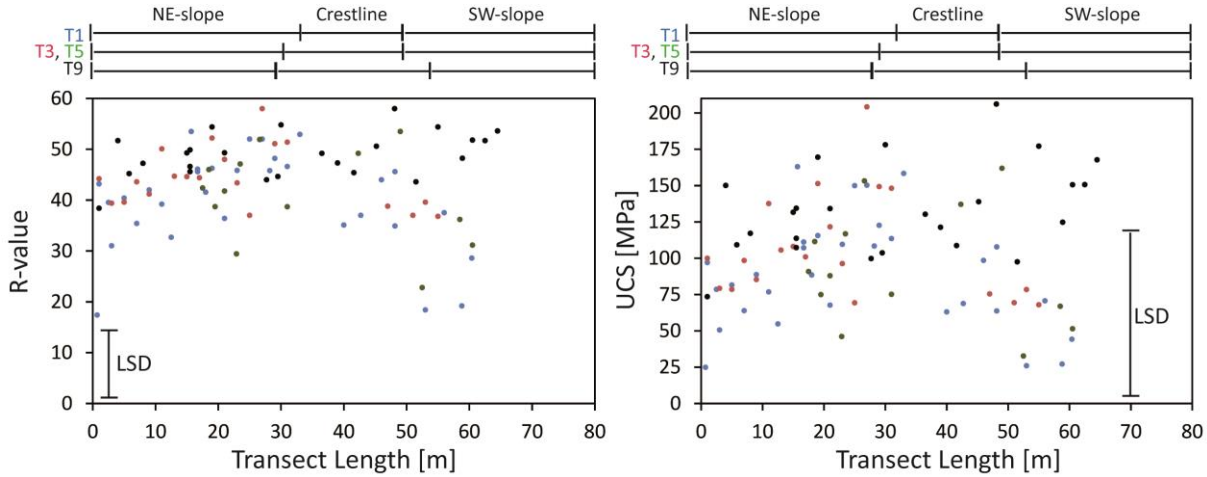 NE-slope Crestline SW-slope
T1
T3, T5
T9
60
50
40
30
20
10
0
R-value
LSD
0 10 20 30 40 50 60 70 80
Transect Length [m]
NE-slope Crestline SW-slope
T1
T3, T5
T9
200
175
150
125
100
75
50
25
0
UCS [MPa]
LSD
0 10 20 30 40 50 60 70 80
Transect Length [m]